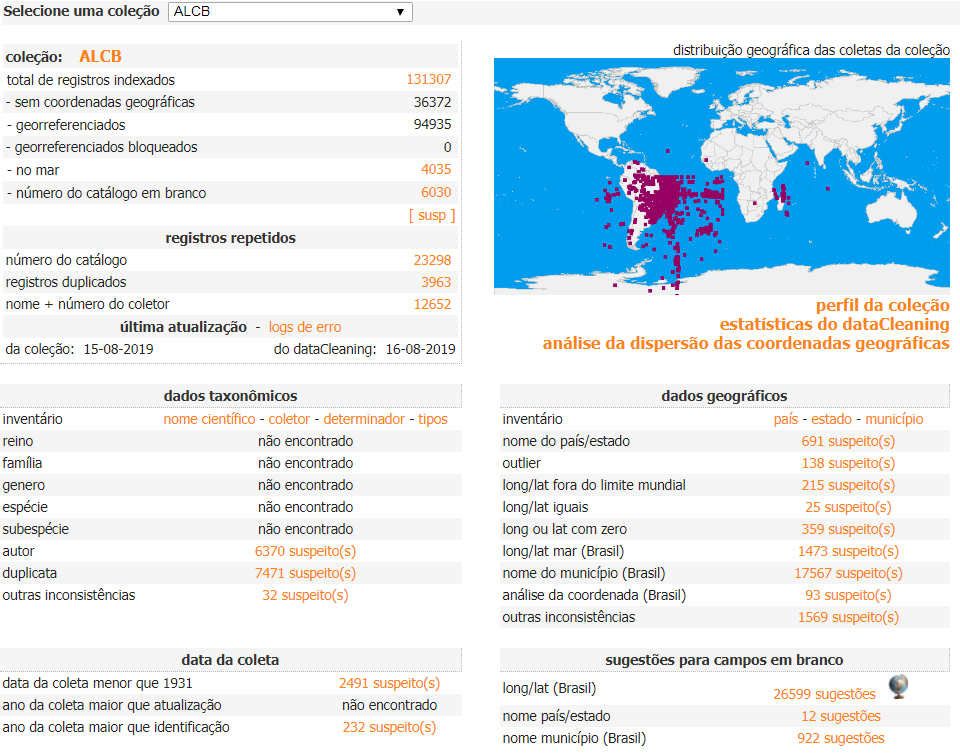 Selecione uma coleção ALCB
coleção: ALCB
total de registros indexados 131307
- sem coordenadas geográficas 36372
- georreferenciados 94935
- georreferenciados bloqueados 0
- no mar 4035
- número do catálogo em branco 6030
[ susp ]
registros repetidos
número do catálogo 23298
registros duplicados 3963
nome + número do coletor 12652
última atualização - logs de erro
da coleção: 15-08-2019 do dataCleaning: 16-08-2019
distribuição geográfica das coletas da coleção
perfil da coleção
estatísticas do dataCleaning
análise da dispersão das coordenadas geográficas
dados taxonômicos
inventário nome científico - coletor - determinador - tipos
reino não encontrado
família não encontrado
genero não encontrado
espécie não encontrado
subespécie não encontrado
autor 6370 suspeito(s)
duplicata 7471 suspeito(s)
outras inconsistências 32 suspeito(s)
dados geográficos
inventário país - estado - município
nome do país/estado 691 suspeito(s)
outlier 138 suspeito(s)
long/lat fora do limite mundial 215 suspeito(s)
long/lat iguais 25 suspeito(s)
long ou lat com zero 359 suspeito(s)
long/lat mar (Brasil) 1473 suspeito(s)
nome do município (Brasil) 17567 suspeito(s)
análise da coordenada (Brasil) 93 suspeito(s)
outras inconsistências 1569 suspeito(s)
data da coleta
data da coleta menor que 1931 2491 suspeito(s)
ano da coleta maior que atualização não encontrado
ano da coleta maior que identificação 232 suspeito(s)
sugestões para campos em branco
long/lat (Brasil) 26599 sugestões
nome país/estado 12 sugestões
nome município (Brasil) 922 sugestões